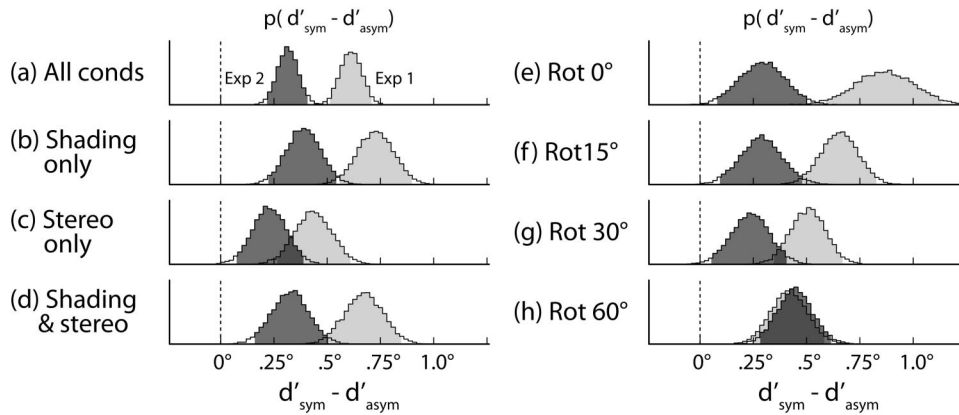 p( d′sym - d′asym)
(a) All conds
Exp 2
Exp 1
(b) Shading
only
(c) Stereo
only
(d) Shading
& stereo
0° .25° .5° .75° 1.0°
d′sym - d′asym
p( d′sym - d′asym)
(e) Rot 0°
(f) Rot15°
(g) Rot 30°
(h) Rot 60°
0° .25° .5° .75° 1.0°
d′sym - d′asym